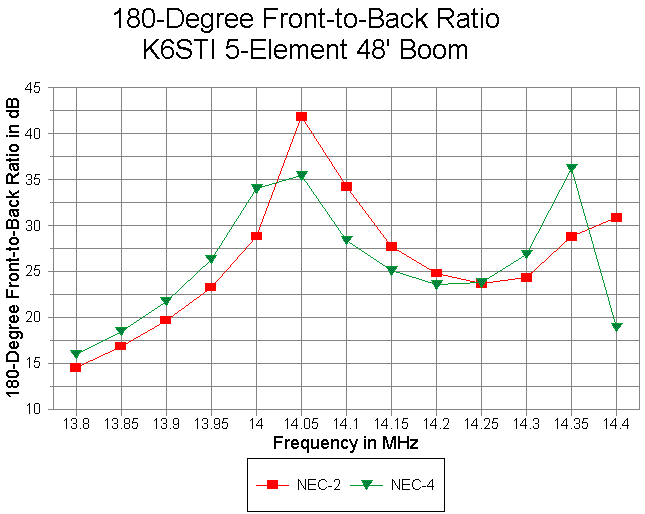 180-Degree Front-to-Back Ratio
K6STI 5-Element 48' Boom
180-Degree Front-to-Back Ratio in dB
45
40
35
30
25
20
15
10
13.8 13.85 13.9 13.95 14 14.05 14.1 14.15 14.2 14.25 14.3 14.35 14.4
Frequency in MHz
NEC-2 NEC-4